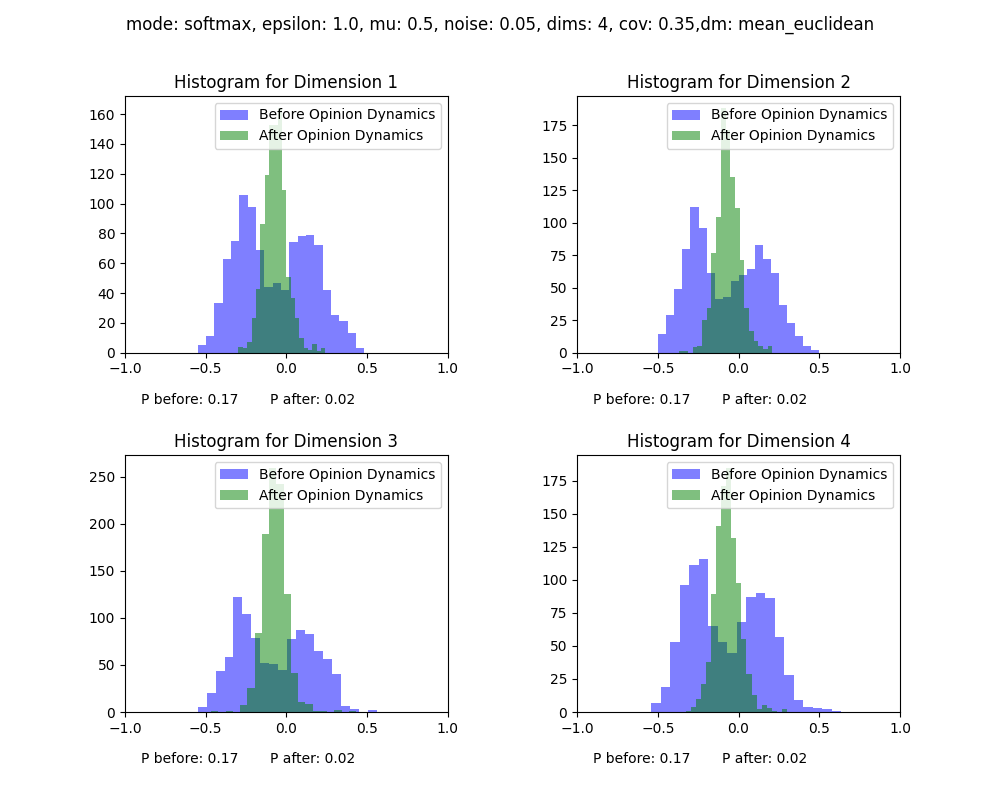 mode: softmax, epsilon: 1.0, mu: 0.5, noise: 0.05, dims: 4, cov: 0.35,dm: mean_euclidean
Histogram for Dimension 1
Before Opinion Dynamics
After Opinion Dynamics
160
140
120
100
80
60
40
20
0
−1.0 −0.5 0.0 0.5 1.0
P before: 0.17 P after: 0.02
Histogram for Dimension 2
Before Opinion Dynamics
After Opinion Dynamics
175
150
125
100
75
50
25
0
−1.0 −0.5 0.0 0.5 1.0
P before: 0.17 P after: 0.02
Histogram for Dimension 3
Before Opinion Dynamics
After Opinion Dynamics
250
200
150
100
50
0
−1.0 −0.5 0.0 0.5 1.0
P before: 0.17 P after: 0.02
Histogram for Dimension 4
Before Opinion Dynamics
After Opinion Dynamics
175
150
125
100
75
50
25
0
−1.0 −0.5 0.0 0.5 1.0
P before: 0.17 P after: 0.02